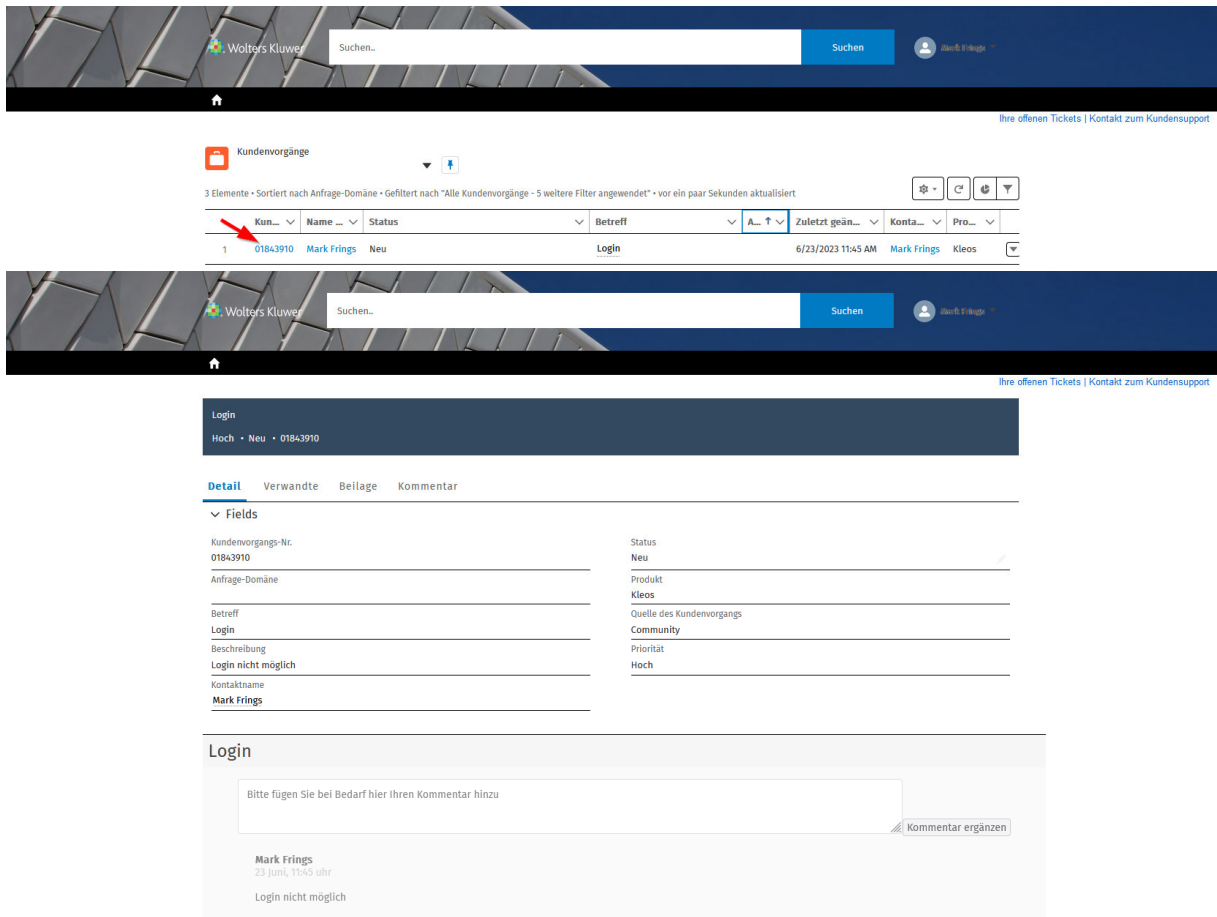 Wolters Kluwer
Suchen..
Suchen
Mark Frings
Ihre offenen Tickets | Kontakt zum Kundensupport
Kundenvorgänge
3 Elemente • Sortiert nach Anfrage-Domäne • Gefiltert nach "Alle Kundenvorgänge - 5 weitere Filter angewendet" • vor ein paar Sekunden aktualisiert
Kun... Name ... Status Betreff A... Zuletzt geän... Konta... Pro...
1 01843910 Mark Frings Neu Login 6/23/2023 11:45 AM Mark Frings Kleos
Wolters Kluwer
Suchen..
Suchen
Mark Frings
Ihre offenen Tickets | Kontakt zum Kundensupport
Login
Hoch • Neu • 01843910
Detail Verwandte Beilage Kommentar
Fields
Kundenvorgangs-Nr.
01843910
Status
Neu
Anfrage-Domäne
Produkt
Kleos
Betreff
Login
Quelle des Kundenvorgangs
Community
Beschreibung
Login nicht möglich
Priorität
Hoch
Kontaktname
Mark Frings
Login
Bitte fügen Sie bei Bedarf hier Ihren Kommentar hinzu
Kommentar ergänzen
Mark Frings
23 Juni, 11:45 uhr
Login nicht möglich